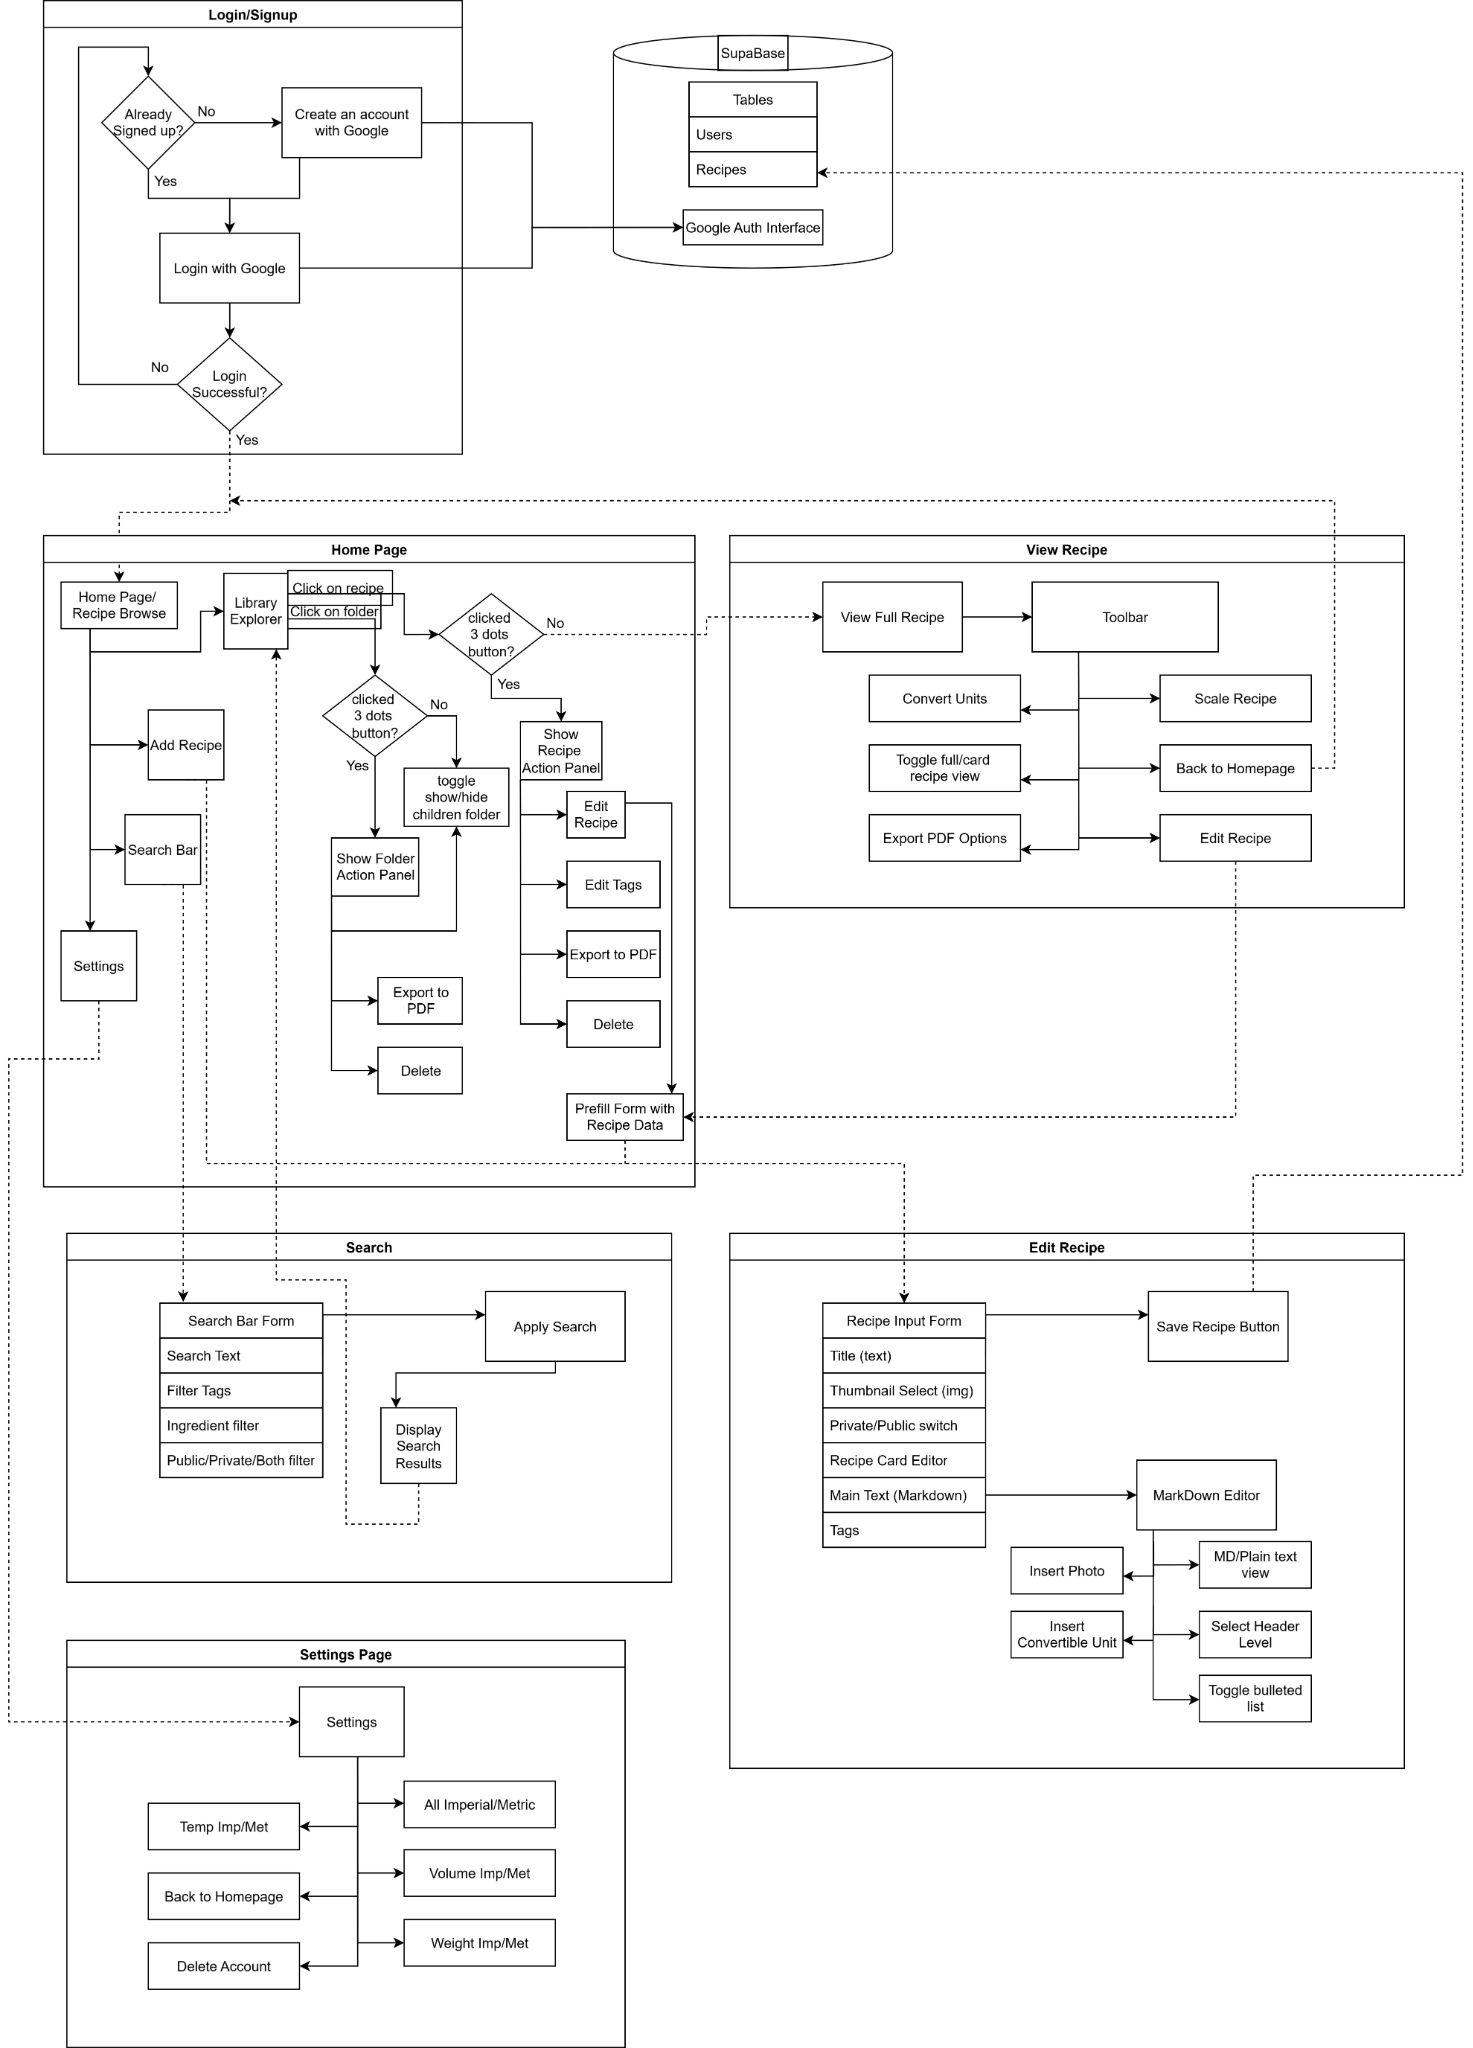 Login/Signup
Already
Signed up?
No
Create an account
with Google
Yes
Login with Google
No
Login
Successful?
Yes
SupaBase
Tables
Users
Recipes
Google Auth Interface
Home Page
Home Page/
Recipe Browse
Library
Explorer
Click on recipe
Click on folder
clicked
3 dots
button?
No
Yes
clicked
3 dots
button?
No
Yes
Add Recipe
Search Bar
Settings
toggle
show/hide
children folder
Show Folder
Action Panel
Export to
PDF
Delete
Show
Recipe
Action Panel
Edit
Recipe
Edit Tags
Export to PDF
Delete
Prefill Form with
Recipe Data
View Recipe
View Full Recipe
Toolbar
Convert Units
Scale Recipe
Toggle full/card
recipe view
Back to Homepage
Export PDF Options
Edit Recipe
Search
Search Bar Form
Search Text
Filter Tags
Ingredient filter
Public/Private/Both filter
Apply Search
Display
Search
Results
Edit Recipe
Recipe Input Form
Title (text)
Thumbnail Select (img)
Private/Public switch
Recipe Card Editor
Main Text (Markdown)
Tags
Save Recipe Button
MarkDown Editor
Insert Photo
MD/Plain text
view
Insert
Convertible Unit
Select Header
Level
Toggle bulleted
list
Settings Page
Settings
All Imperial/Metric
Temp Imp/Met
Volume Imp/Met
Back to Homepage
Weight Imp/Met
Delete Account